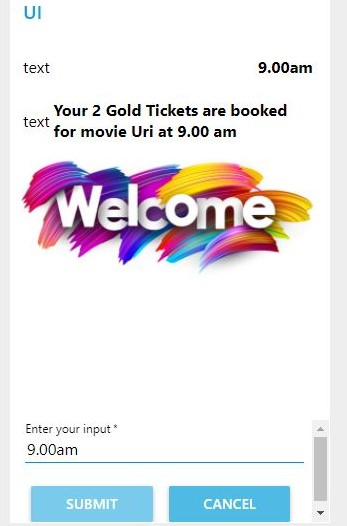 UI
text 9.00am
text Your 2 Gold Tickets are booked
for movie Uri at 9.00 am
Welcome
Enter your input *
9.00am
SUBMIT CANCEL